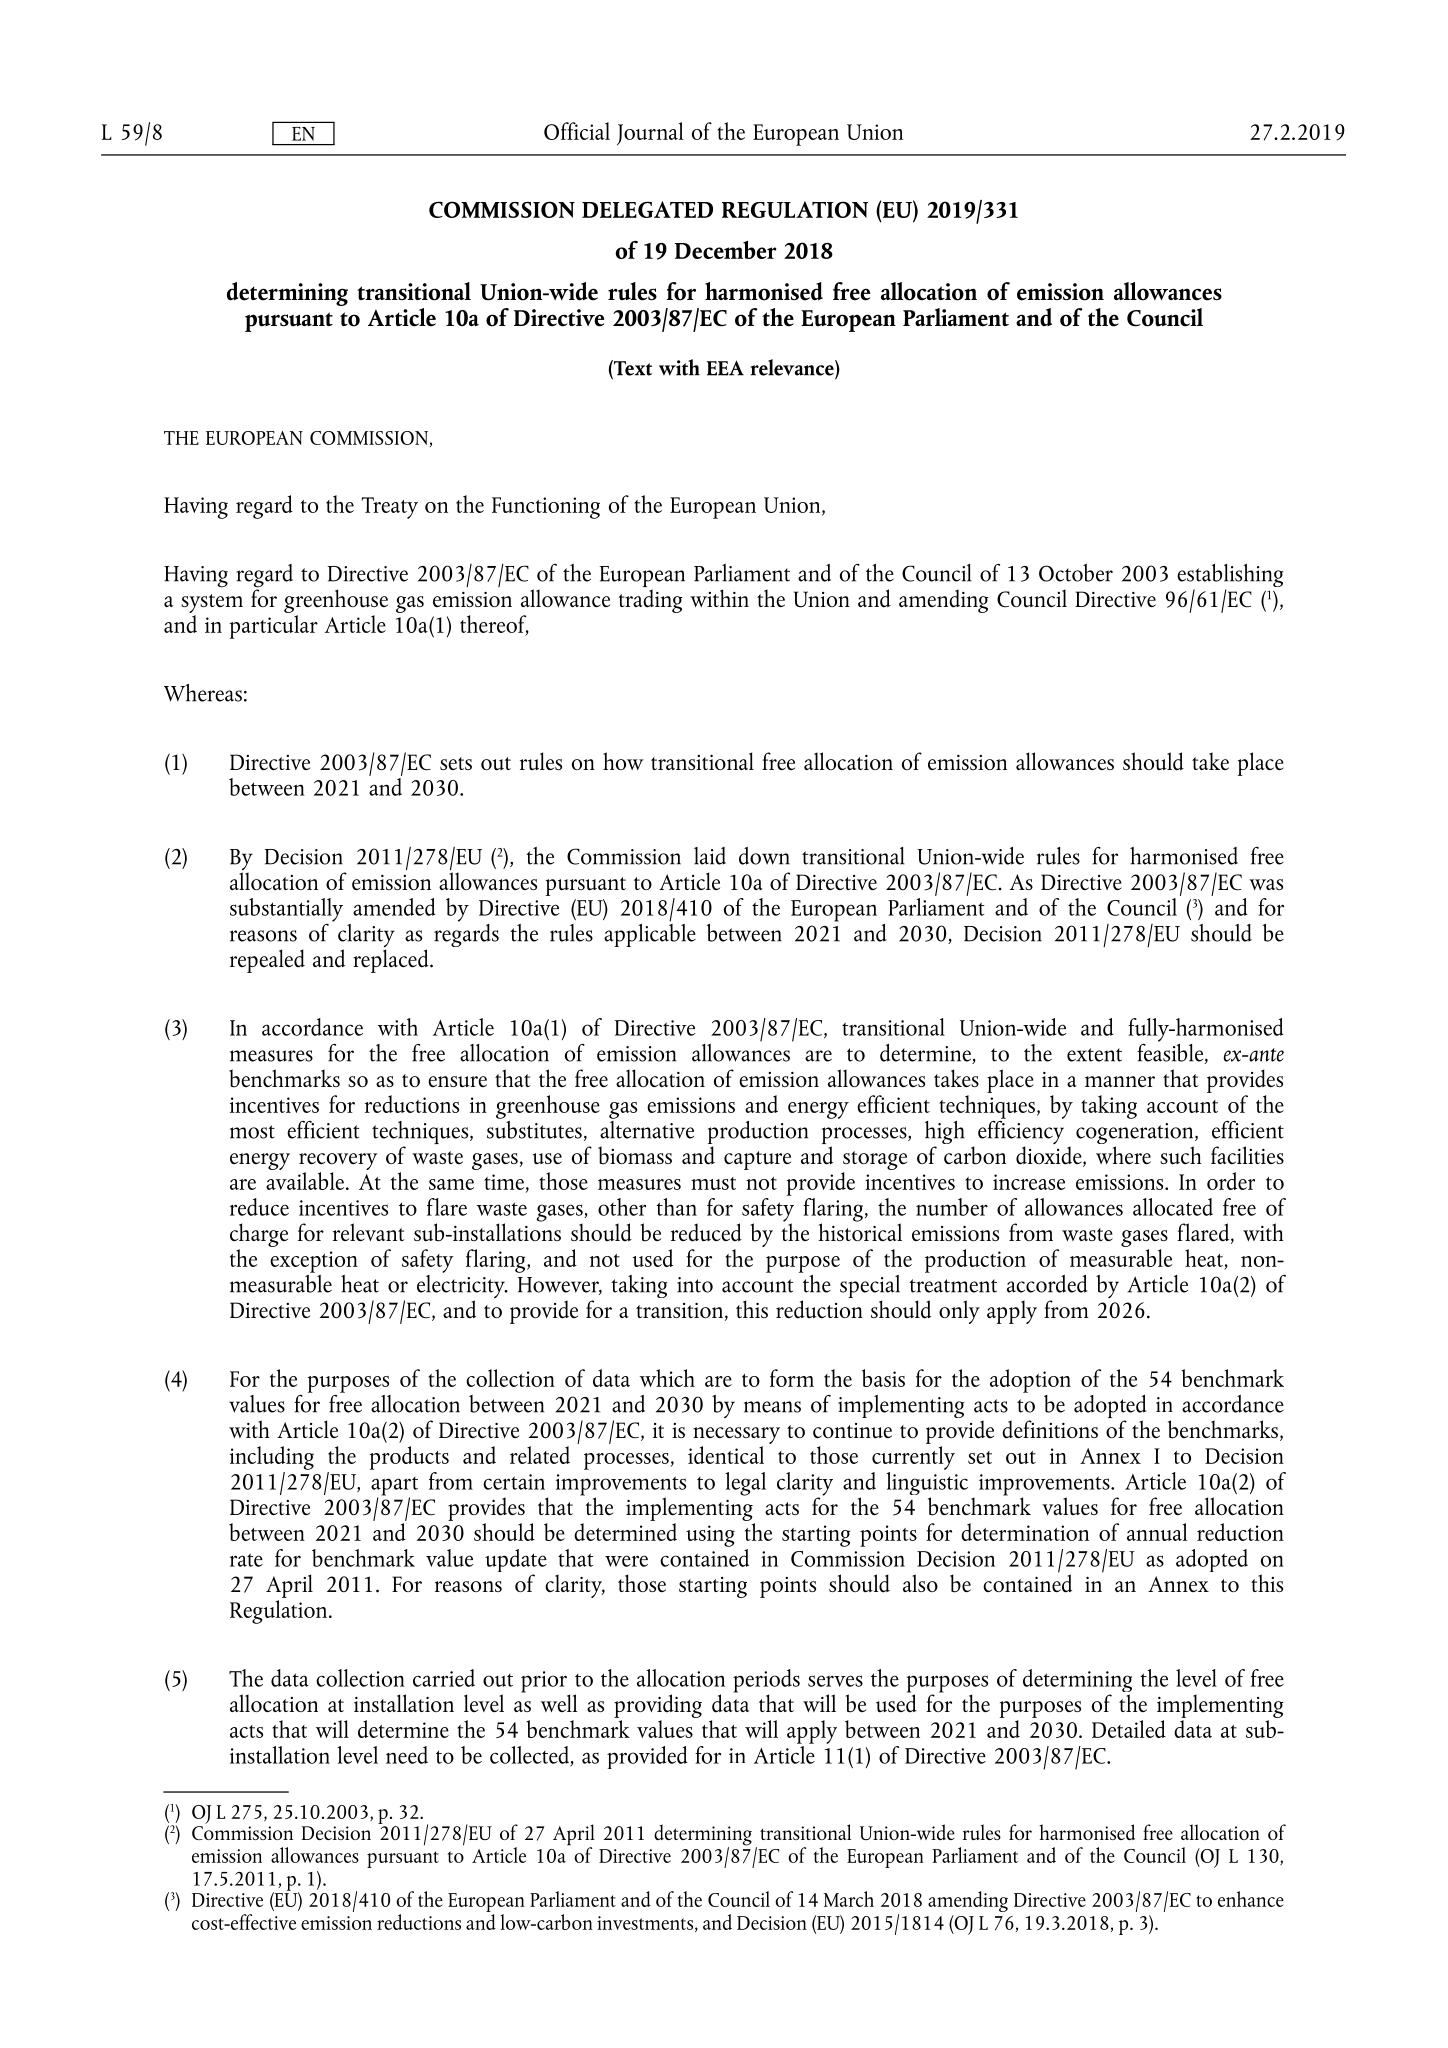 L 59/8
EN
Official Journal of the European Union
27.2.2019
COMMISSION DELEGATED REGULATION (EU) 2019/331
of 19 December 2018
determining transitional Union-wide rules for harmonised free allocation of emission allowances
pursuant to Article 10a of Directive 2003/87/EC of the European Parliament and of the Council
(Text with EEA relevance)
THE EUROPEAN COMMISSION,
Having regard to the Treaty on the Functioning of the European Union,
Having regard to Directive 2003/87/EC of the European Parliament and of the Council of 13 October 2003 establishing
a system for greenhouse gas emission allowance trading within the Union and amending Council Directive 96/61/EC (¹),
and in particular Article 10a(1) thereof,
Whereas:
(1) Directive 2003/87/EC sets out rules on how transitional free allocation of emission allowances should take place
between 2021 and 2030.
(2) By Decision 2011/278/EU (²), the Commission laid down transitional Union-wide rules for harmonised free
allocation of emission allowances pursuant to Article 10a of Directive 2003/87/EC. As Directive 2003/87/EC was
substantially amended by Directive (EU) 2018/410 of the European Parliament and of the Council (³) and for
reasons of clarity as regards the rules applicable between 2021 and 2030, Decision 2011/278/EU should be
repealed and replaced.
(3) In accordance with Article 10a(1) of Directive 2003/87/EC, transitional Union-wide and fully-harmonised
measures for the free allocation of emission allowances are to determine, to the extent feasible, ex-ante
benchmarks so as to ensure that the free allocation of emission allowances takes place in a manner that provides
incentives for reductions in greenhouse gas emissions and energy efficient techniques, by taking account of the
most efficient techniques, substitutes, alternative production processes, high efficiency cogeneration, efficient
energy recovery of waste gases, use of biomass and capture and storage of carbon dioxide, where such facilities
are available. At the same time, those measures must not provide incentives to increase emissions. In order to
reduce incentives to flare waste gases, other than for safety flaring, the number of allowances allocated free of
charge for relevant sub-installations should be reduced by the historical emissions from waste gases flared, with
the exception of safety flaring, and not used for the purpose of the production of measurable heat, non-
measurable heat or electricity. However, taking into account the special treatment accorded by Article 10a(2) of
Directive 2003/87/EC, and to provide for a transition, this reduction should only apply from 2026.
(4) For the purposes of the collection of data which are to form the basis for the adoption of the 54 benchmark
values for free allocation between 2021 and 2030 by means of implementing acts to be adopted in accordance
with Article 10a(2) of Directive 2003/87/EC, it is necessary to continue to provide definitions of the benchmarks,
including the products and related processes, identical to those currently set out in Annex I to Decision
2011/278/EU, apart from certain improvements to legal clarity and linguistic improvements. Article 10a(2) of
Directive 2003/87/EC provides that the implementing acts for the 54 benchmark values for free allocation
between 2021 and 2030 should be determined using the starting points for determination of annual reduction
rate for benchmark value update that were contained in Commission Decision 2011/278/EU as adopted on
27 April 2011. For reasons of clarity, those starting points should also be contained in an Annex to this
Regulation.
(5) The data collection carried out prior to the allocation periods serves the purposes of determining the level of free
allocation at installation level as well as providing data that will be used for the purposes of the implementing
acts that will determine the 54 benchmark values that will apply between 2021 and 2030. Detailed data at sub-
installation level need to be collected, as provided for in Article 11(1) of Directive 2003/87/EC.
(¹) OJ L 275, 25.10.2003, p. 32.
(²) Commission Decision 2011/278/EU of 27 April 2011 determining transitional Union-wide rules for harmonised free allocation of
emission allowances pursuant to Article 10a of Directive 2003/87/EC of the European Parliament and of the Council (OJ L 130,
17.5.2011, p. 1).
(³) Directive (EU) 2018/410 of the European Parliament and of the Council of 14 March 2018 amending Directive 2003/87/EC to enhance
cost-effective emission reductions and low-carbon investments, and Decision (EU) 2015/1814 (OJ L 76, 19.3.2018, p. 3).